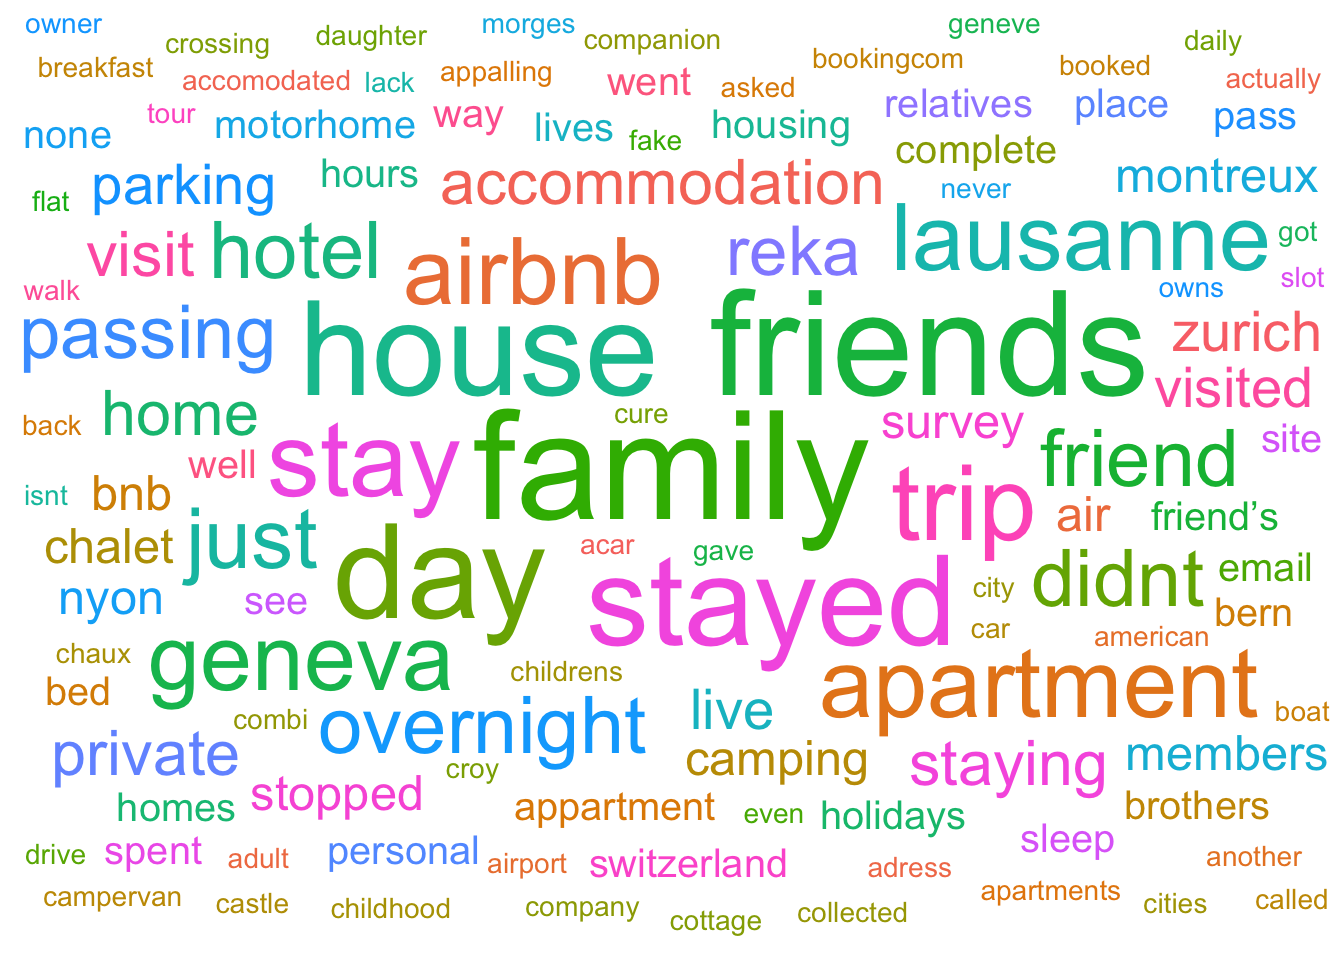 owner crossing daughter morges companion geneve daily
breakfast accomodated lack appalling went asked bookingcom booked actually
none tour motorhome way lives fake housing relatives place pass
flat parking hours accommodation complete never montreux
visit hotel airbnb reka lausanne got
walk owns slot
passing house friends zurich
visited
back home stay family cure survey friend site
isnt bnb well trip air friend’s
chalet just day acar gave didnt email
nyon see stayed city bern
chaux geneva childrens car american
bed combi overnight live apartment boat
private croy camping staying members
homes stopped appartment even holidays brothers
drive spent adult personal airport switzerland adress sleep another
campervan castle childhood company cottage collected apartments cities called